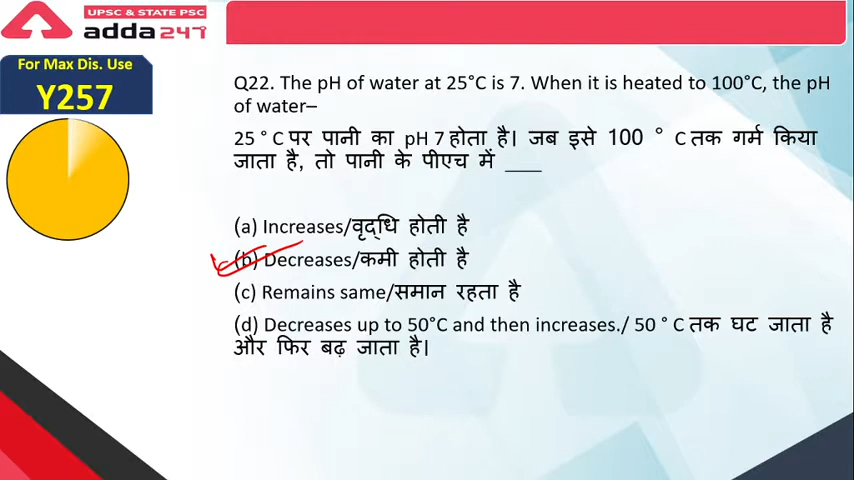 UPSC & STATE PSC
adda247
For Max Dis. Use
Y257
Q22. The pH of water at 25°C is 7. When it is heated to 100°C, the pH
of water–
25 ° C पर पानी का pH 7 होता है। जब इसे 100 ° C तक गर्म किया
जाता है, तो पानी के पीएच में ____
(a) Increases/वृद्धि होती है
(b) Decreases/कमी होती है
(c) Remains same/समान रहता है
(d) Decreases up to 50°C and then increases./ 50 ° C तक घट जाता है
और फिर बढ़ जाता है।